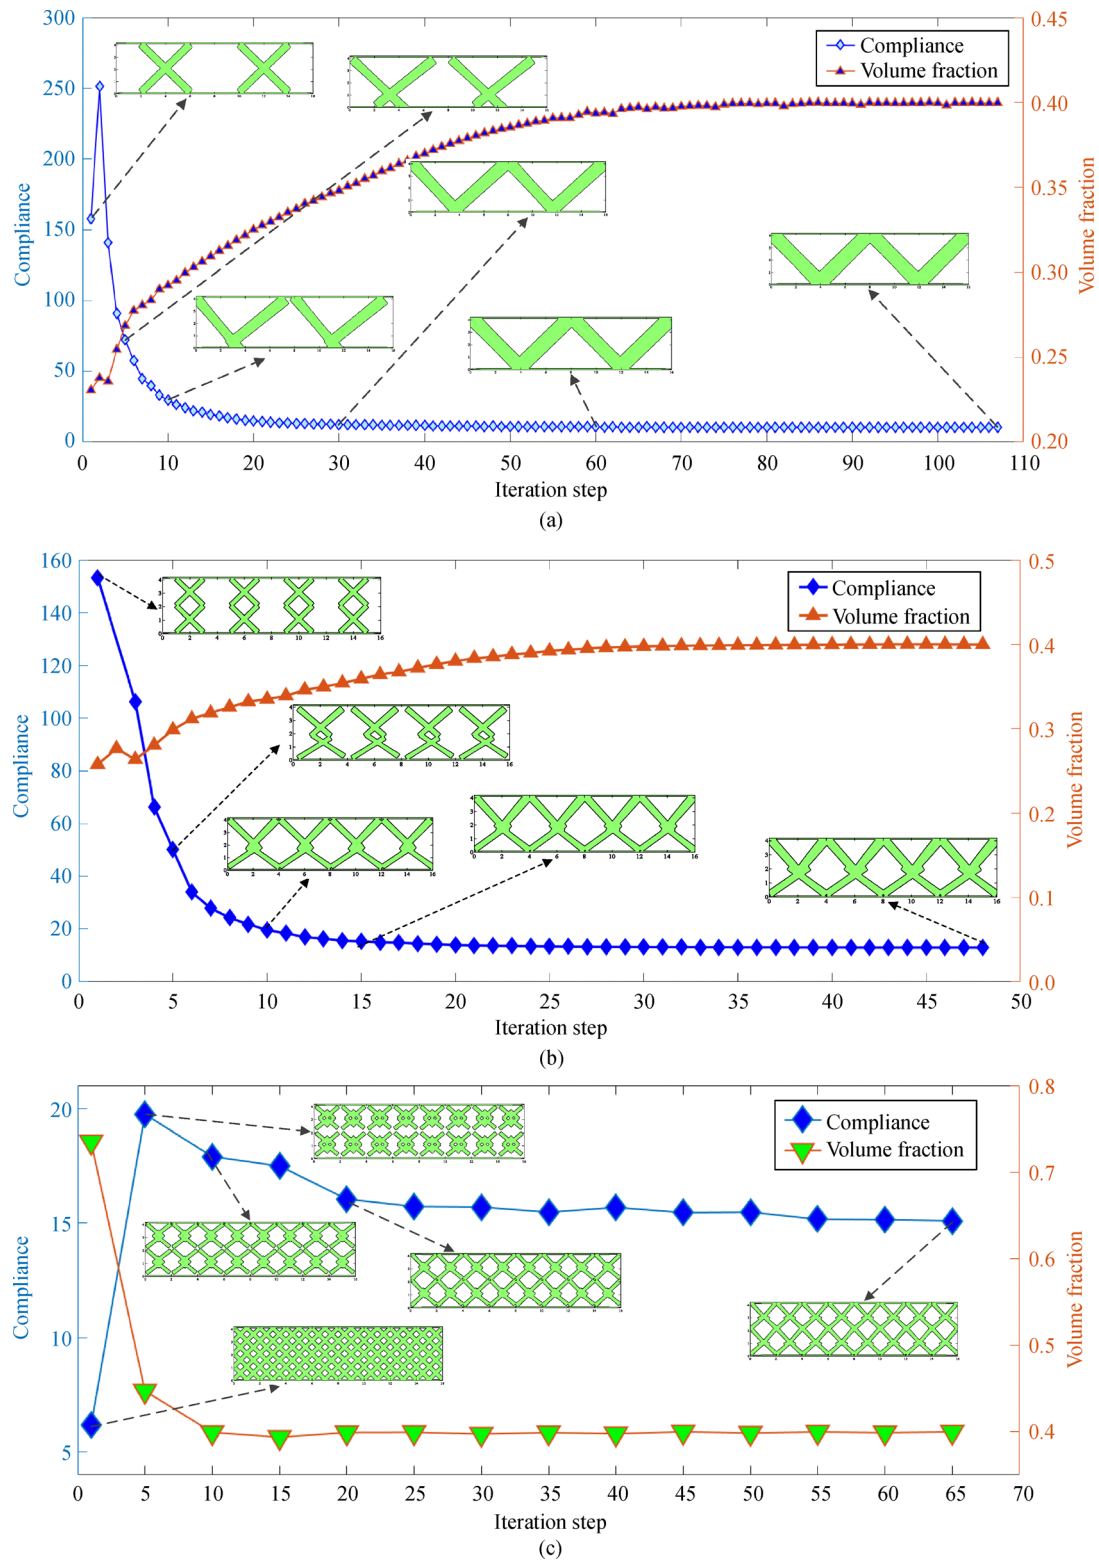 300
250
200
150
100
50
0
Compliance
0.45
0.40
0.35
0.30
0.25
0.20
Volume fraction
Compliance
Volume fraction
0 10 20 30 40 50 60 70 80 90 100 110
Iteration step
(a)
160
140
120
100
80
60
40
20
0
Compliance
0.5
0.4
0.3
0.2
0.1
0.0
Volume fraction
Compliance
Volume fraction
0 5 10 15 20 25 30 35 40 45 50
Iteration step
(b)
20
15
10
5
Compliance
0.8
0.7
0.6
0.5
0.4
Volume fraction
Compliance
Volume fraction
0 5 10 15 20 25 30 35 40 45 50 55 60 65 70
Iteration step
(c)